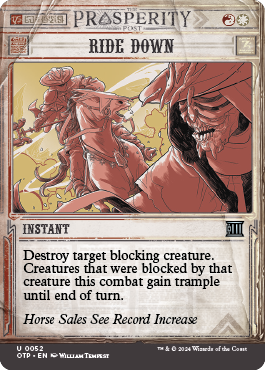 THE
PROSPERITY
POST
RIDE DOWN
INSTANT
Destroy target blocking creature.
Creatures that were blocked by that
creature this combat gain trample
until end of turn.
Horse Sales See Record Increase
U 0052
OTP • EN WILLIAM TEMPEST
™ & © 2024 Wizards of the Coast